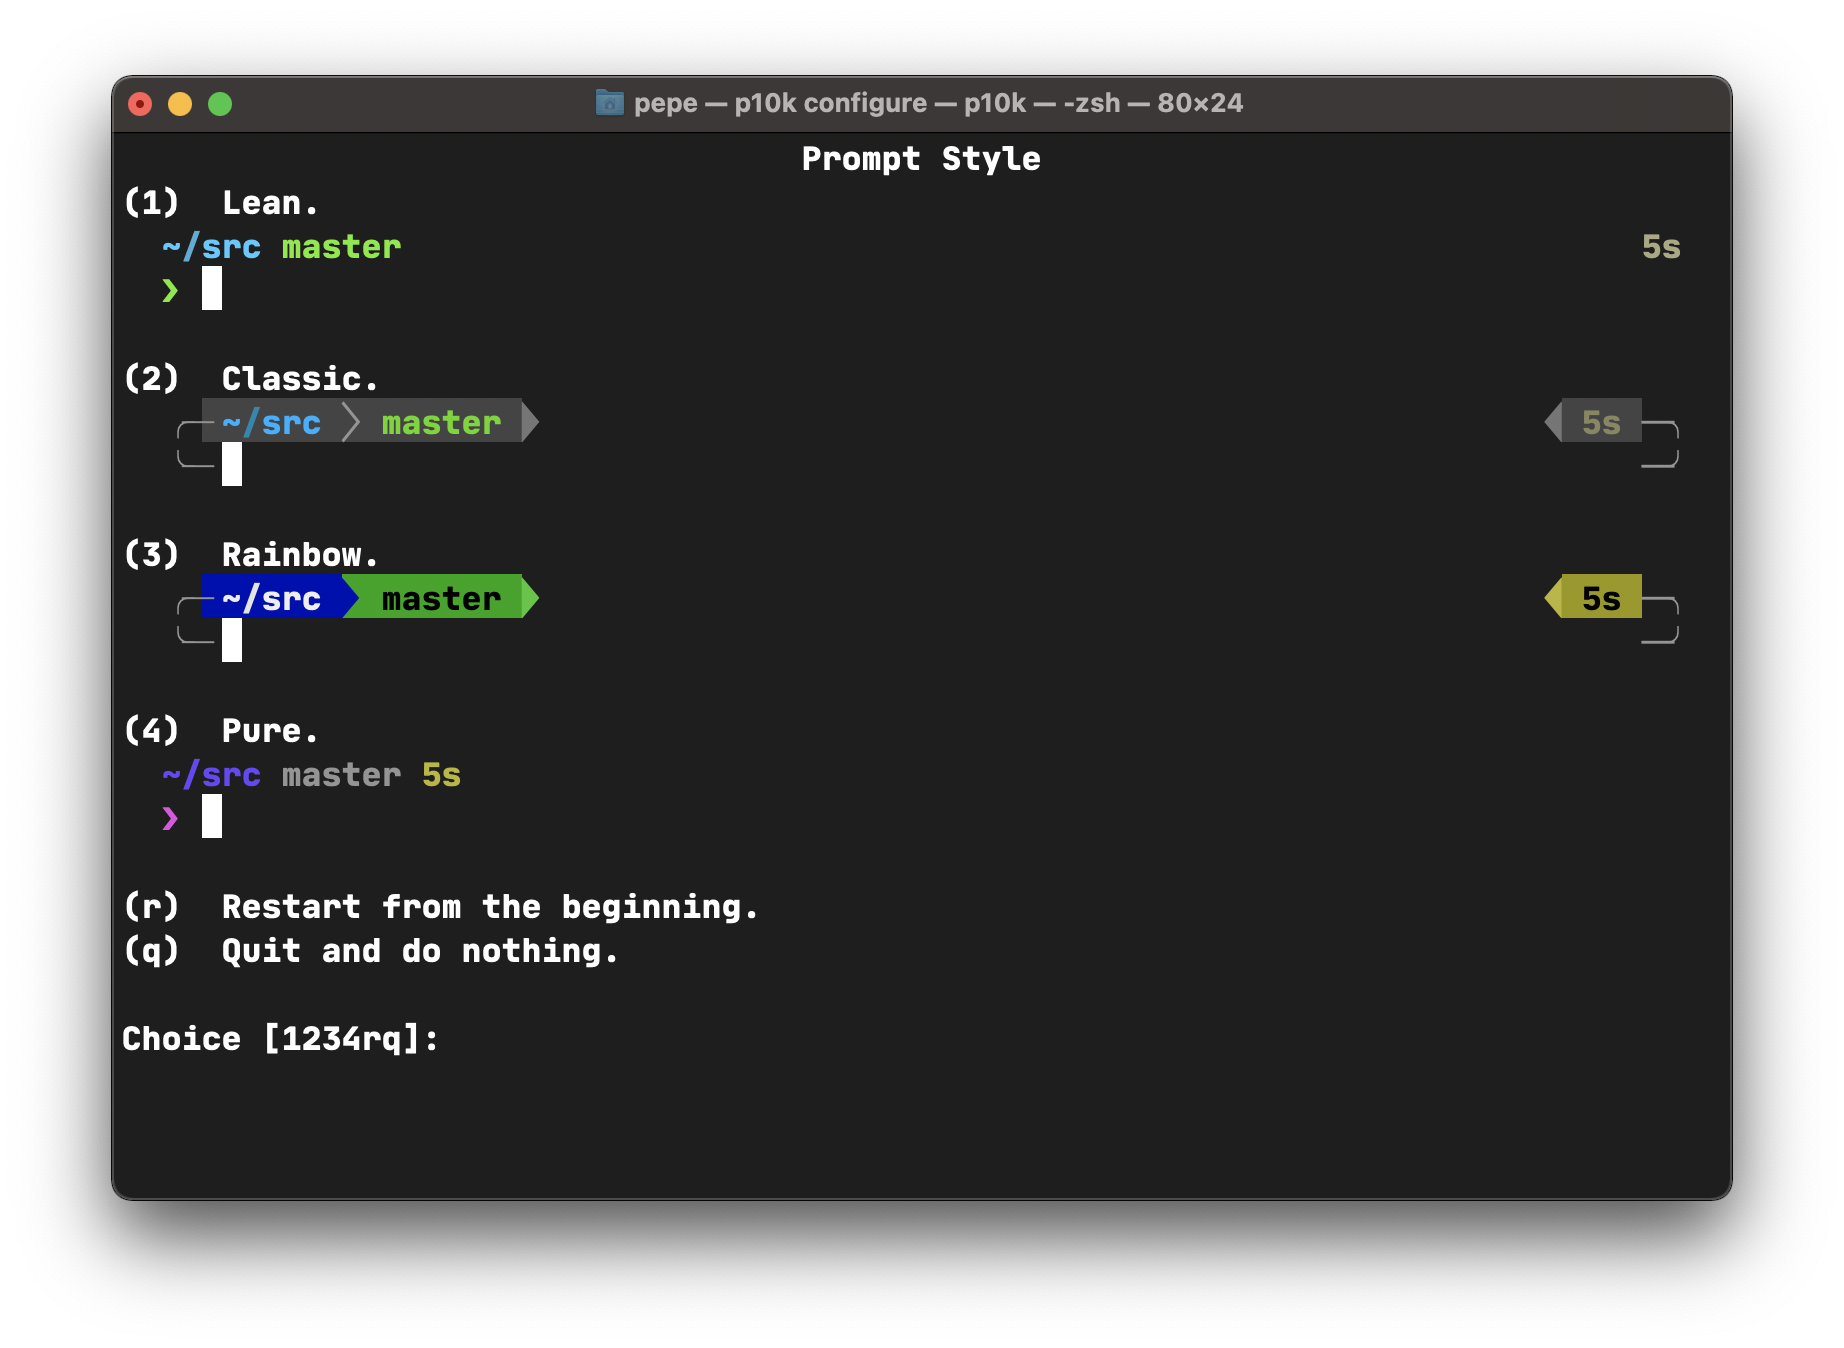 pepe — p10k configure — p10k — -zsh — 80×24
Prompt Style
(1) Lean.
~/src master 5s
❯
(2) Classic.
~/src master 5s
(3) Rainbow.
~/src master 5s
(4) Pure.
~/src master 5s
❯
(r) Restart from the beginning.
(q) Quit and do nothing.
Choice [1234rq]: